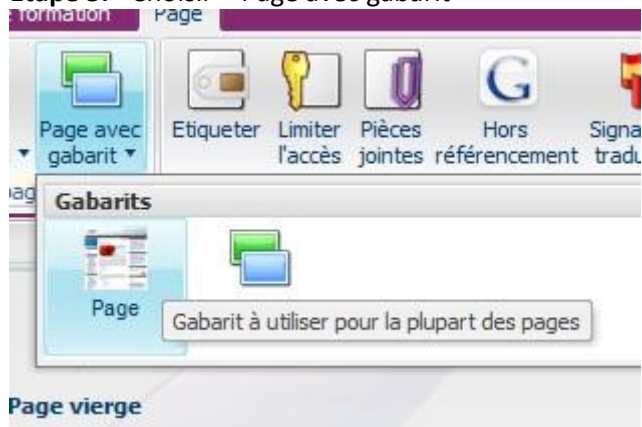 Page
Page avec
gabarit
Etiqueter
Limiter
l'accès
Pièces
jointes
Hors
référencement
Gabarits
Page
Gabarit à utiliser pour la plupart des pages
Page vierge